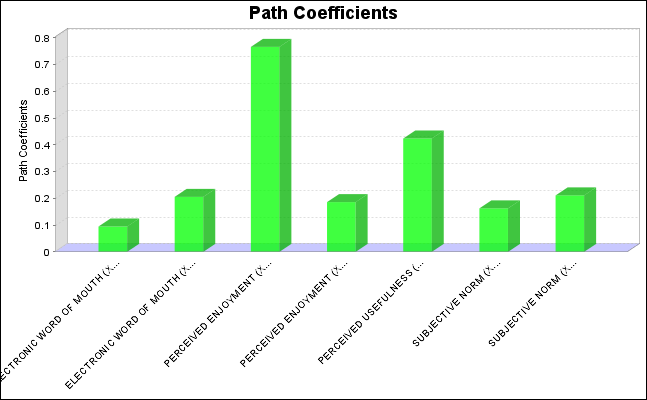 Path Coefficients
0.8
0.7
0.6
0.5
0.4
0.3
0.2
0.1
0
Path Coefficients
LECTRONIC WORD OF MOUTH (X...
ELECTRONIC WORD OF MOUTH (X...
PERCEIVED ENJOYMENT (X...
PERCEIVED ENJOYMENT (X...
PERCEIVED USEFULNESS (...
SUBJECTIVE NORM (X...
SUBJECTIVE NORM (X...